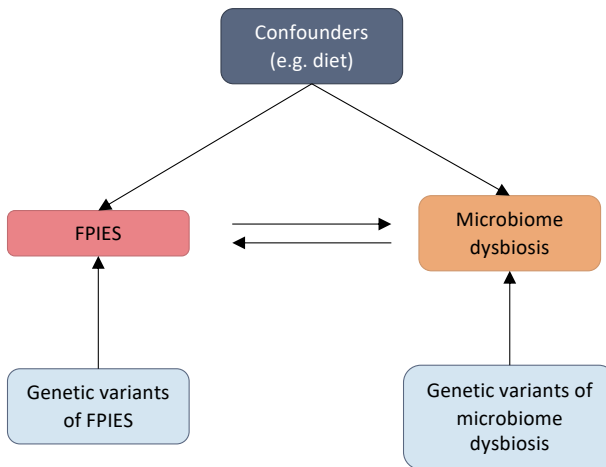 Confounders
(e.g. diet)
FPIES
Microbiome
dysbiosis
Genetic variants
of FPIES
Genetic variants of
microbiome
dysbiosis